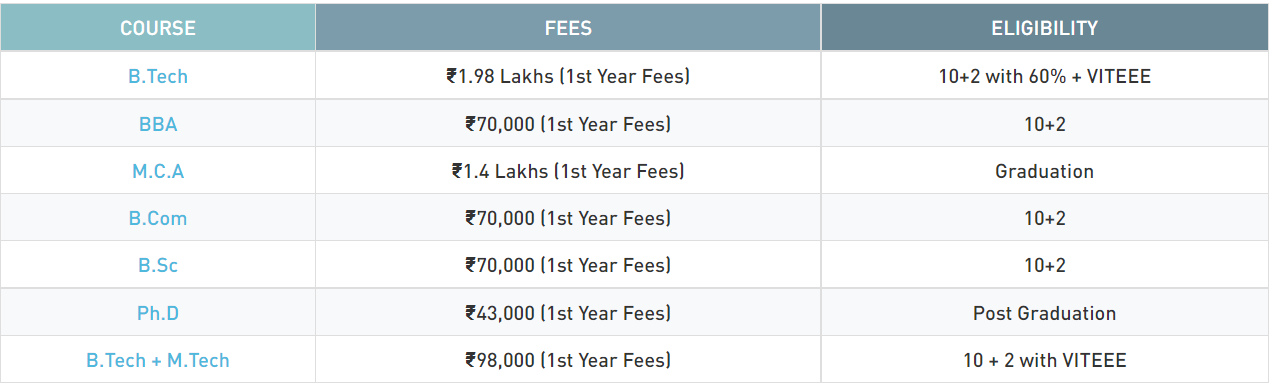 COURSE FEES ELIGIBILITY
B.Tech ₹1.98 Lakhs (1st Year Fees) 10+2 with 60% + VITEEE
BBA ₹70,000 (1st Year Fees) 10+2
M.C.A ₹1.4 Lakhs (1st Year Fees) Graduation
B.Com ₹70,000 (1st Year Fees) 10+2
B.Sc ₹70,000 (1st Year Fees) 10+2
Ph.D ₹43,000 (1st Year Fees) Post Graduation
B.Tech + M.Tech ₹98,000 (1st Year Fees) 10 + 2 with VITEEE